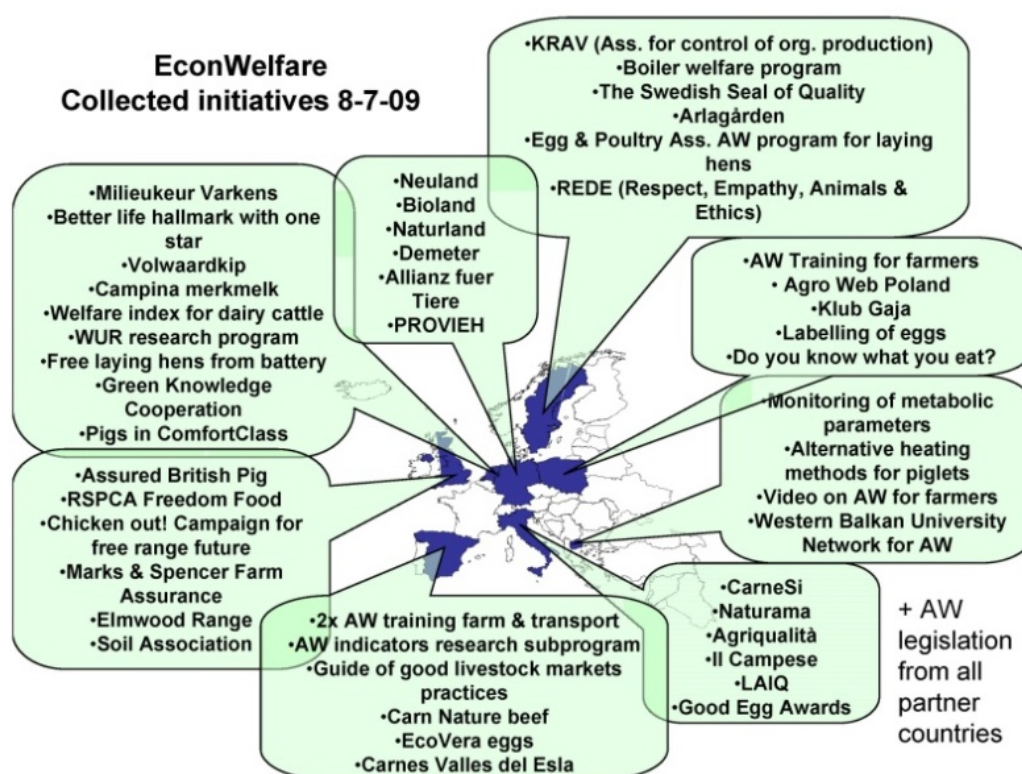 EconWelfare
Collected initiatives 8-7-09
•KRAV (Ass. for control of org. production)
•Boiler welfare program
•The Swedish Seal of Quality
•Arlagården
•Egg & Poultry Ass. AW program for laying
hens
•REDE (Respect, Empathy, Animals &
Ethics)
•Milieukeur Varkens
•Better life hallmark with one
star
•Volwaardkip
•Campina merkmelk
•Welfare index for dairy cattle
•WUR research program
•Free laying hens from battery
•Green Knowledge
Cooperation
•Pigs in ComfortClass
•Neuland
•Bioland
•Naturland
•Demeter
•Allianz fuer
Tiere
•PROVIEH
•AW Training for farmers
•Agro Web Poland
•Klub Gaja
•Labelling of eggs
•Do you know what you eat?
•Monitoring of metabolic
parameters
•Alternative heating
methods for piglets
•Video on AW for farmers
•Western Balkan University
Network for AW
•Assured British Pig
•RSPCA Freedom Food
•Chicken out! Campaign for
free range future
•Marks & Spencer Farm
Assurance
•Elmwood Range
•Soil Association
•2x AW training farm & transport
•AW indicators research subprogram
•Guide of good livestock markets
practices
•Carn Nature beef
•EcoVera eggs
•Carnes Valles del Esla
•CarneSi
•Naturama
•Agriqualità
•Il Campese
•LAIQ
•Good Egg Awards
+ AW
legislation
from all
partner
countries